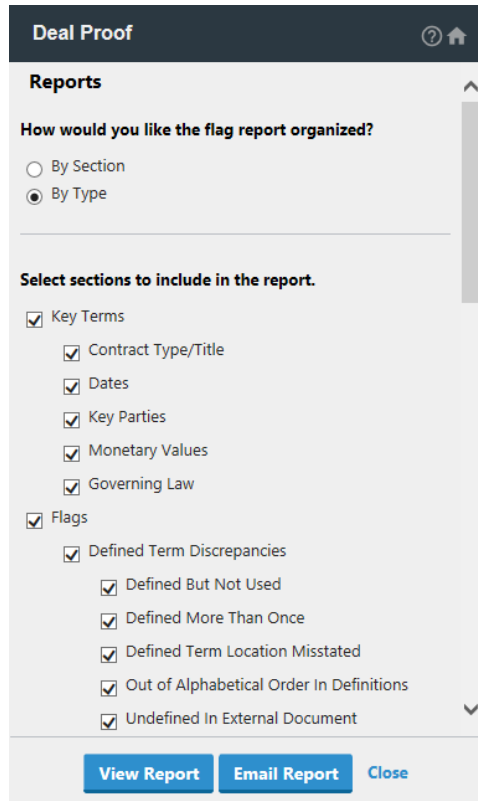 Deal Proof
Reports
How would you like the flag report organized?
By Section
By Type
Select sections to include in the report.
Key Terms
Contract Type/Title
Dates
Key Parties
Monetary Values
Governing Law
Flags
Defined Term Discrepancies
Defined But Not Used
Defined More Than Once
Defined Term Location Misstated
Out of Alphabetical Order In Definitions
Undefined In External Document
View Report Email Report Close